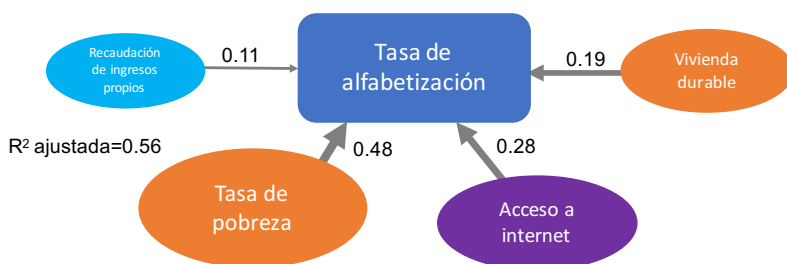 Recaudación
de ingresos
propios
0.11
Tasa de
alfabetización
0.19
Vivienda
durable
R² ajustada=0.56
Tasa de
pobreza
0.48
0.28
Acceso a
internet